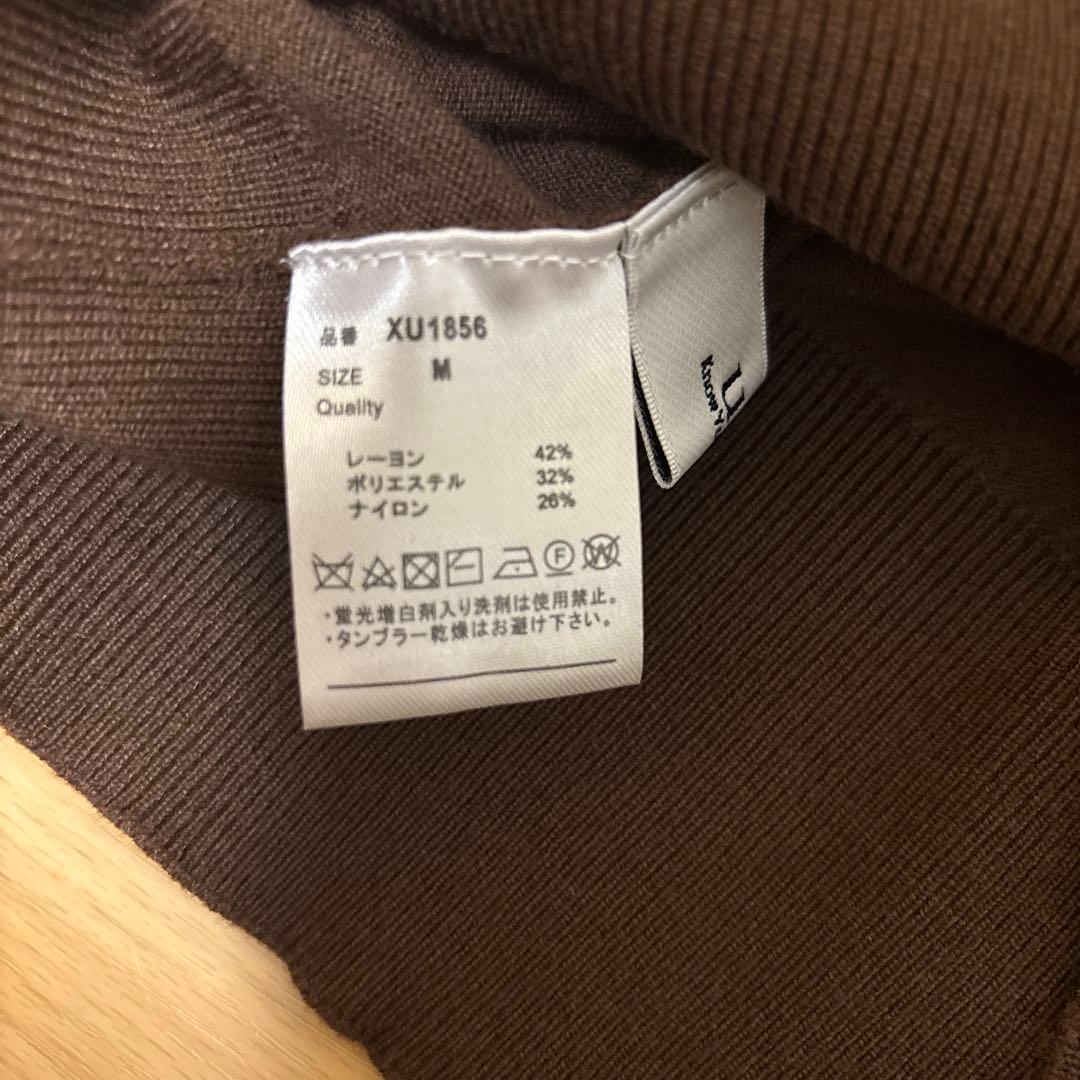 品番 XU1856
SIZE M
Quality
レーヨン 42%
ポリエステル 32%
ナイロン 26%
F W
・蛍光増白剤入り洗剤は使用禁止。
・タンブラー乾燥はお避け下さい。
Know